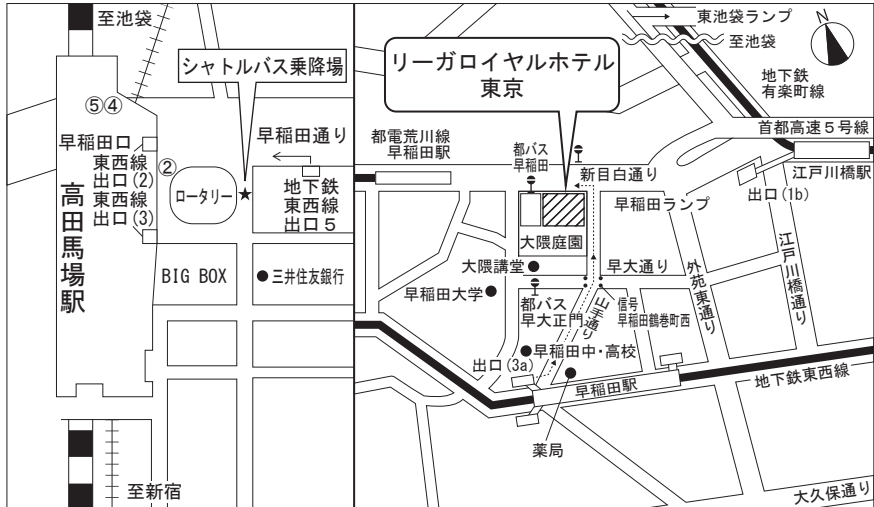 至池袋
シャトルバス乗降場
⑤④
早稲田口
東西線
出口(2)
東西線
出口(3)
②
ロータリー
★
早稲田通り
地下鉄
東西線
出口5
高田馬場駅
BIG BOX
三井住友銀行
至新宿
リーガロイヤルホテル
東京
東池袋ランプ
至池袋
N
地下鉄
有楽町線
首都高速5号線
都電荒川線
早稲田駅
都バス
早稲田
新目白通り
江戸川橋駅
出口(1b)
早稲田ランプ
大隈庭園
大隈講堂
早大通り
早稲田大学
都バス
早大正門
山手通り
信号
早稲田鶴巻町西
外苑東通り
江戸川橋通り
早稲田中・高校
出口(3a)
早稲田駅
地下鉄東西線
薬局
大久保通り